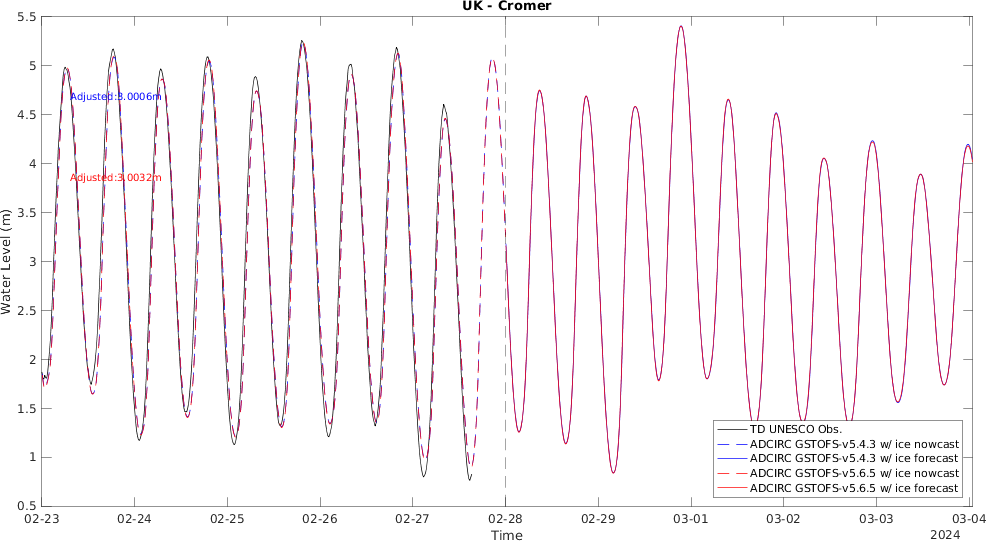 UK - Cromer
5.5
5
4.5
4
3.5
3
2.5
2
1.5
1
0.5
Water Level (m)
Adjusted:3.0006m
Adjusted:3.0032m
TD UNESCO Obs.
ADCIRC GSTOFS-v5.4.3 w/ ice nowcast
ADCIRC GSTOFS-v5.4.3 w/ ice forecast
ADCIRC GSTOFS-v5.6.5 w/ ice nowcast
ADCIRC GSTOFS-v5.6.5 w/ ice forecast
02-23 02-24 02-25 02-26 02-27 02-28 02-29 03-01 03-02 03-03 03-04
Time
2024